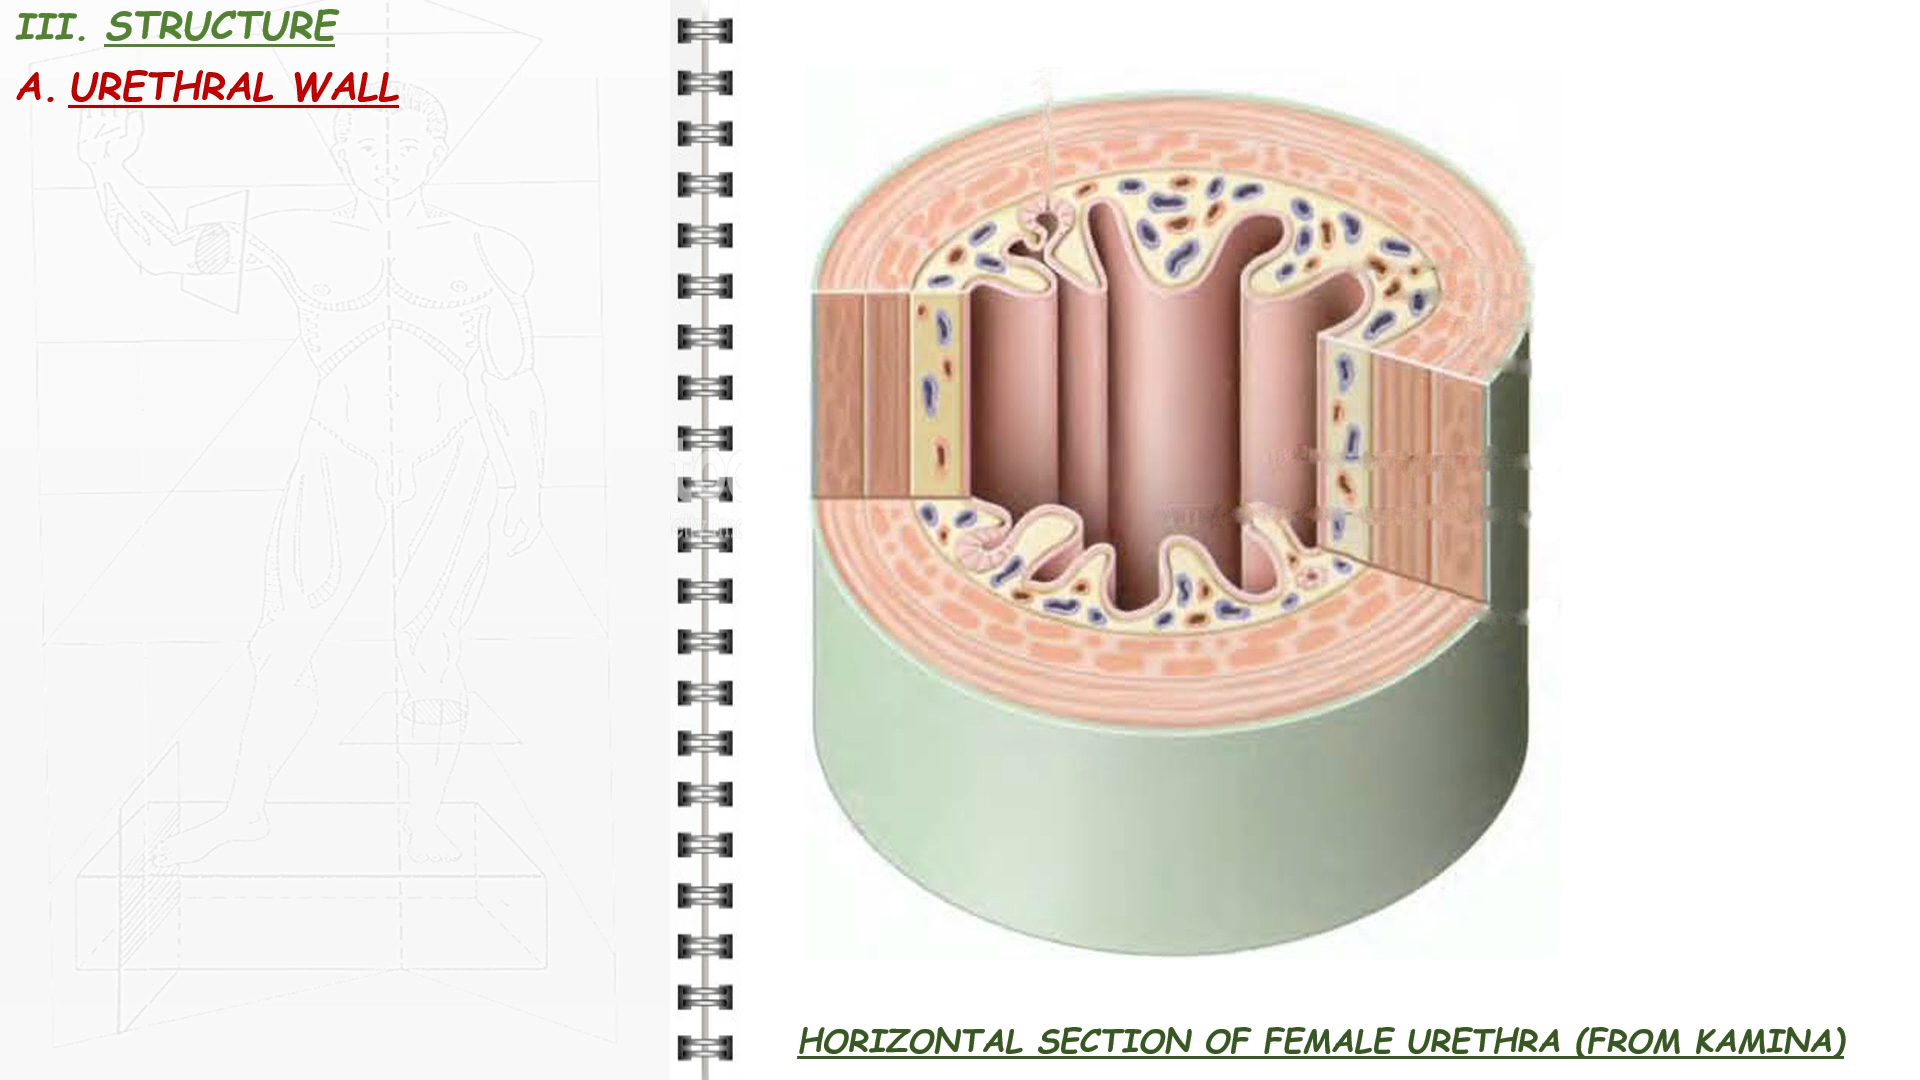 III. STRUCTURE
A. URETHRAL WALL
HORIZONTAL SECTION OF FEMALE URETHRA (FROM KAMINA)